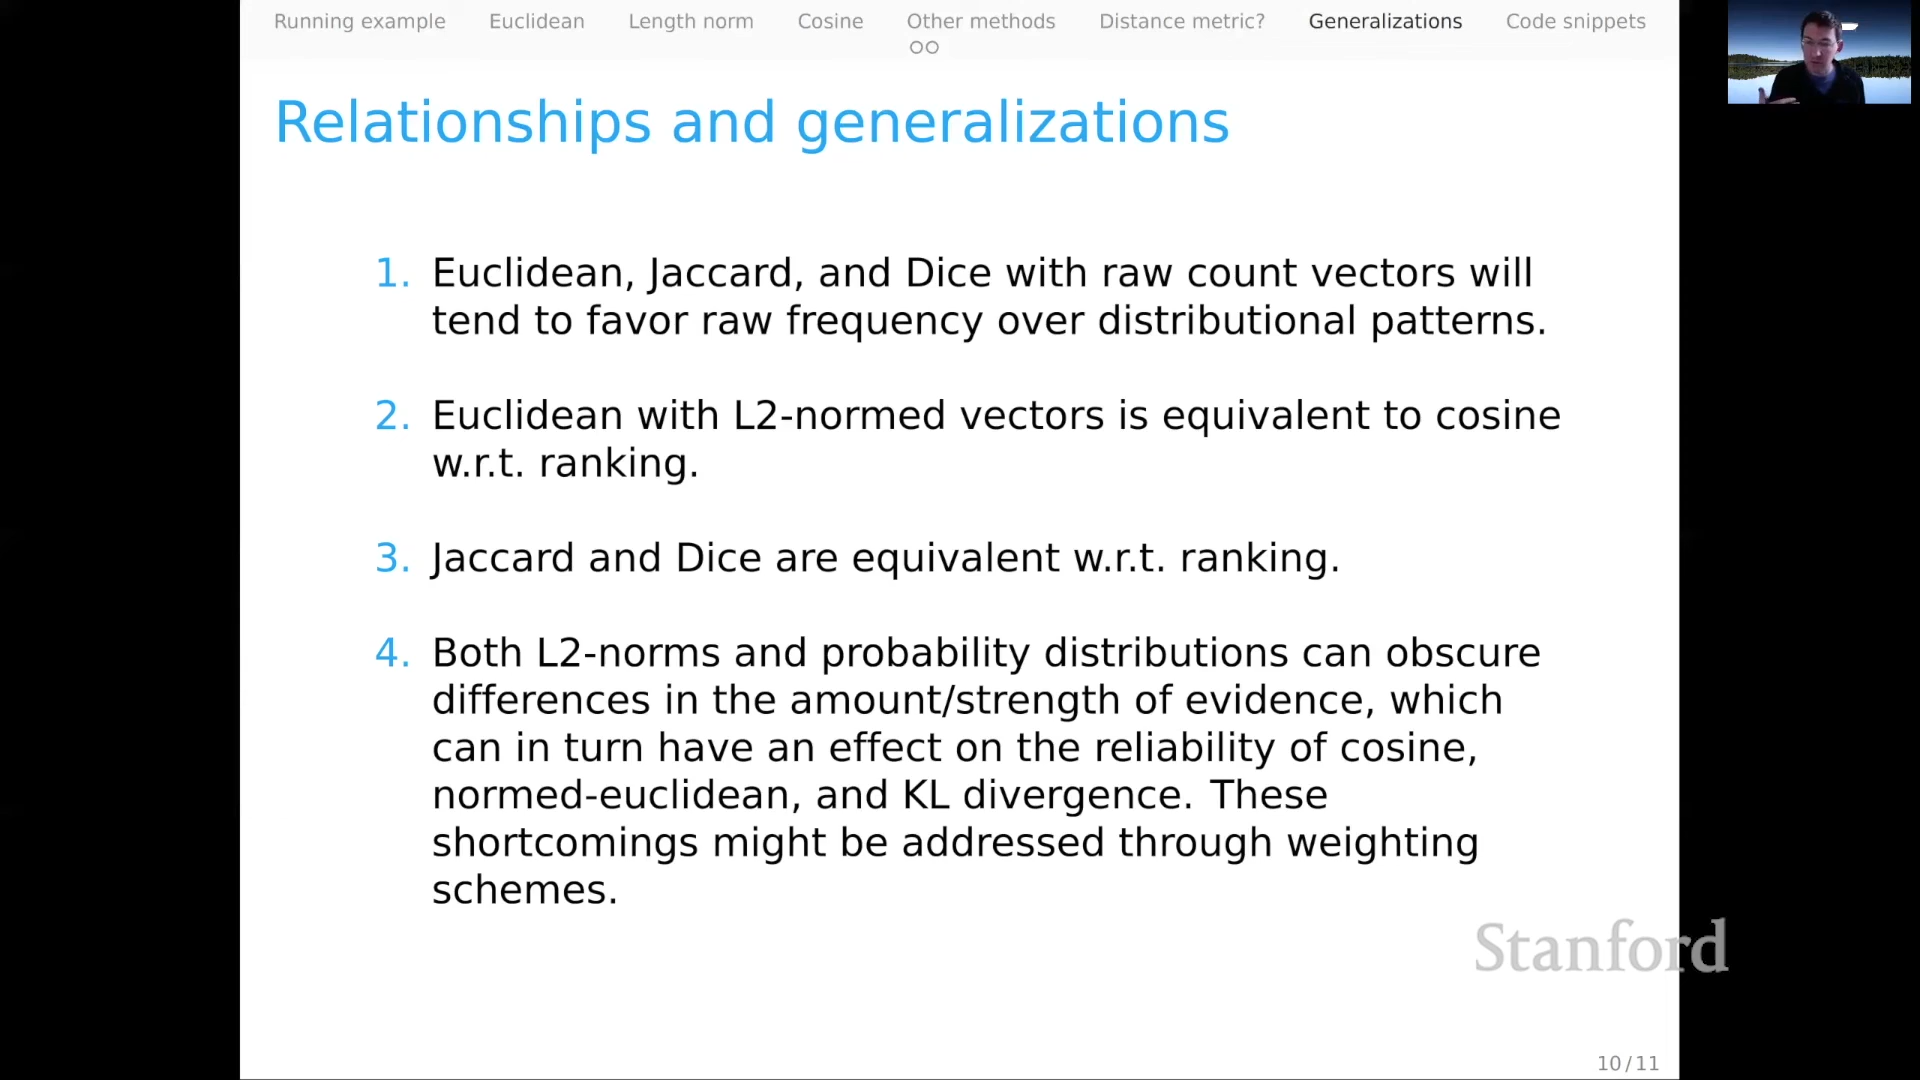 Running example Euclidean Length norm Cosine Other methods Distance metric? Generalizations Code snippets
Relationships and generalizations
1. Euclidean, Jaccard, and Dice with raw count vectors will
tend to favor raw frequency over distributional patterns.
2. Euclidean with L2-normed vectors is equivalent to cosine
w.r.t. ranking.
3. Jaccard and Dice are equivalent w.r.t. ranking.
4. Both L2-norms and probability distributions can obscure
differences in the amount/strength of evidence, which
can in turn have an effect on the reliability of cosine,
normed-euclidean, and KL divergence. These
shortcomings might be addressed through weighting
schemes.
Stanford
10/11